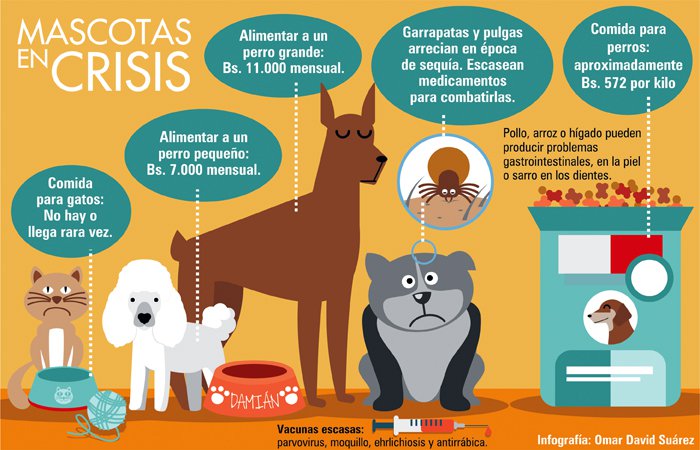 MASCOTAS
EN CRISIS
Alimentar a un
perro grande:
Bs. 11.000 mensual.
Garrapatas y pulgas
arrecian en época
de sequía. Escasean
medicamentos
para combatirlas.
Comida para
perros:
aproximadamente
Bs. 572 por kilo
Alimentar a un
perro pequeño:
Bs. 7.000 mensual.
Pollo, arroz o hígado pueden
producir problemas
gastrointestinales, en la piel
o sarro en los dientes.
Comida
para gatos:
No hay o
llega rara vez.
DAMIÁN
Vacunas escasas:
parvovirus, moquillo, ehrlichiosis y antirrábica.
Infografía: Omar David Suárez